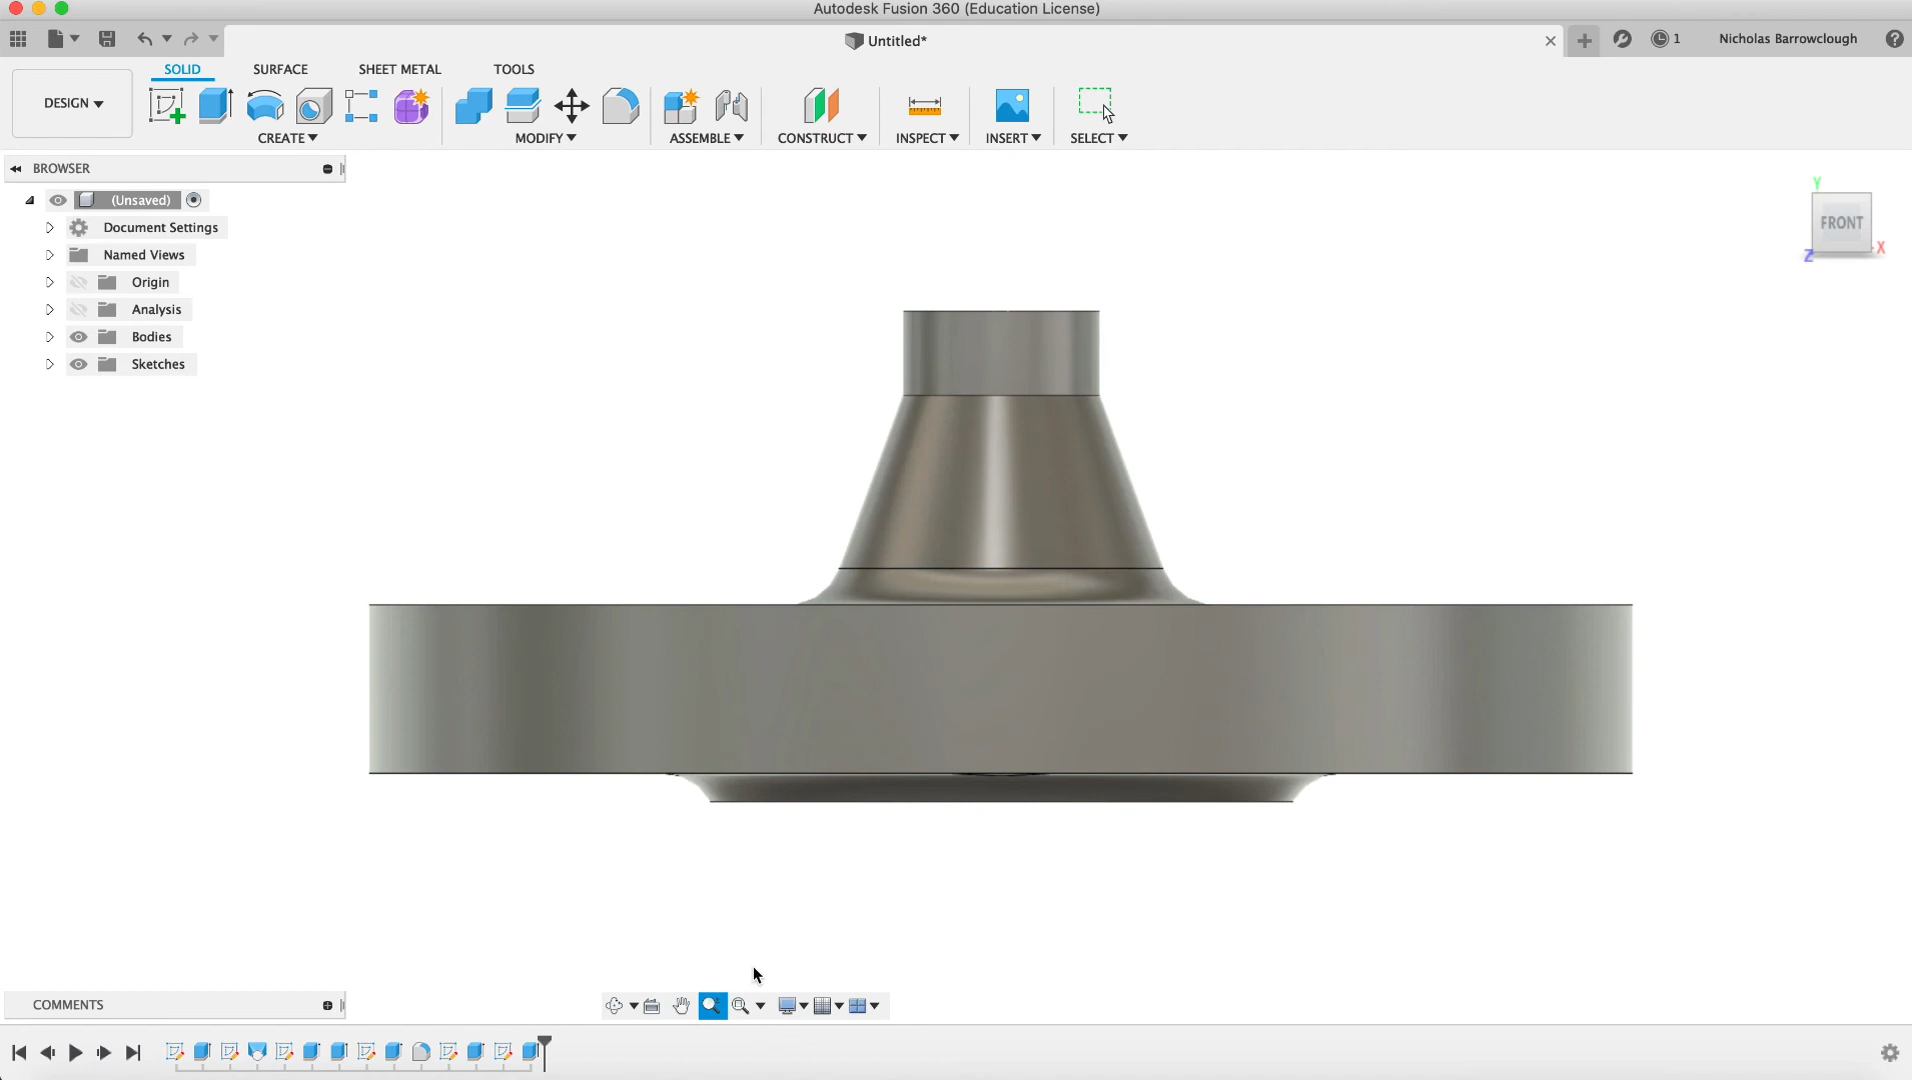 Autodesk Fusion 360 (Education License)
Untitled*
1
Nicholas Barrowclough
DESIGN
SOLID
SURFACE
SHEET METAL
TOOLS
CREATE
MODIFY
ASSEMBLE
CONSTRUCT
INSPECT
INSERT
SELECT
BROWSER
(Unsaved)
Document Settings
Named Views
Origin
Analysis
Bodies
Sketches
Y
FRONT
X
Z
COMMENTS